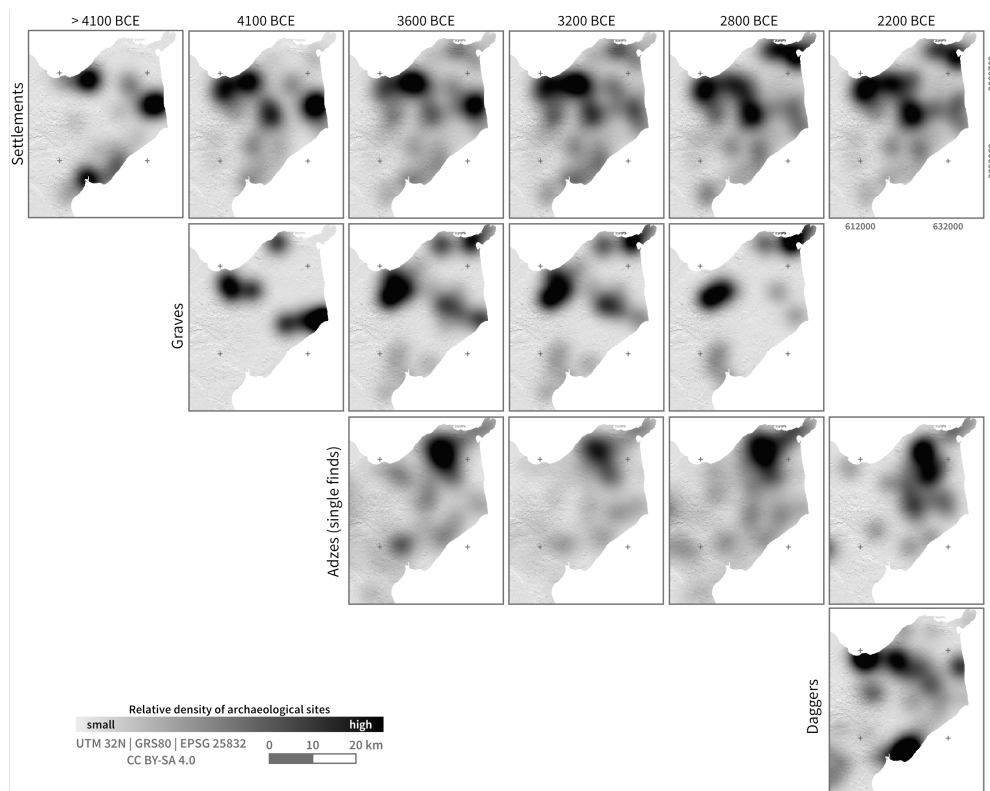 > 4100 BCE
4100 BCE
3600 BCE
3200 BCE
2800 BCE
2200 BCE
Settlements
612000
632000
Graves
Adzes (single finds)
Daggers
Relative density of archaeological sites
small
high
UTM 32N | GRS80 | EPSG 25832
CC BY-SA 4.0
0
10
20 km